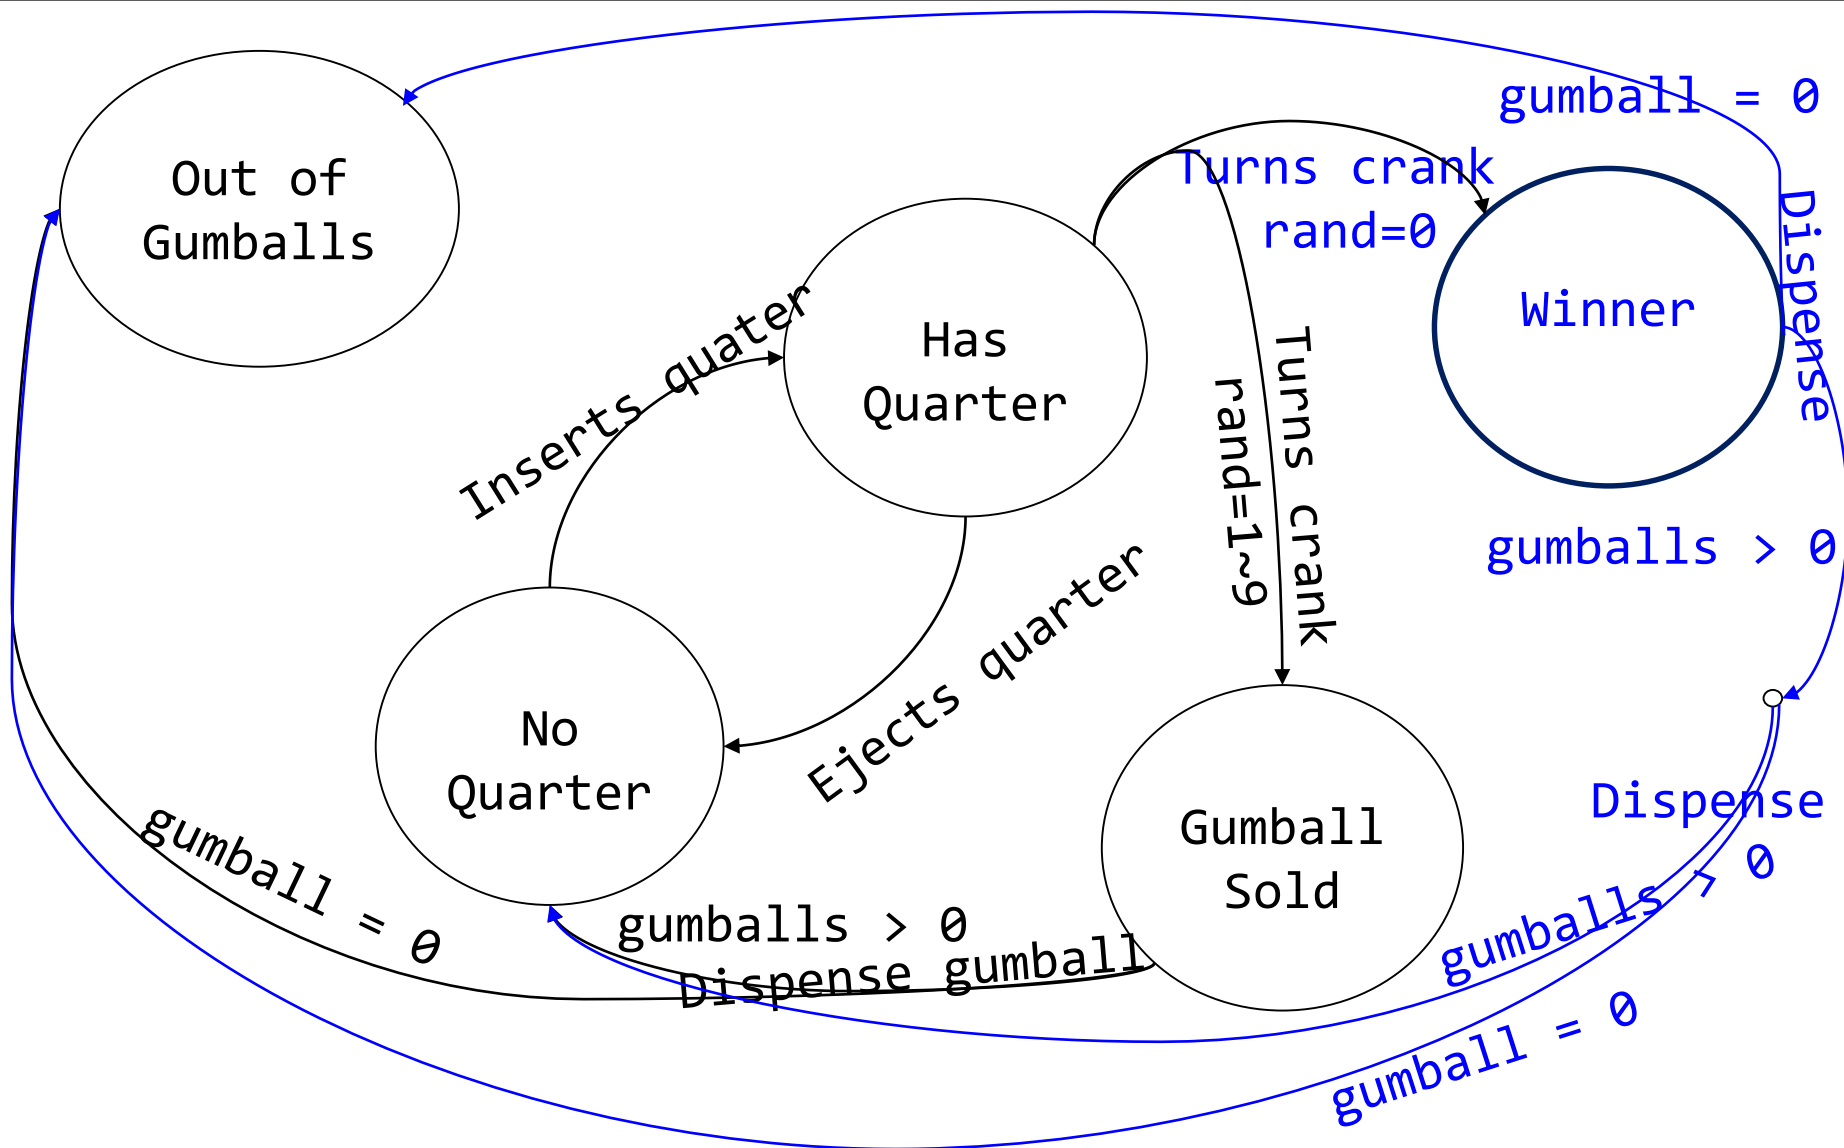 gumball = 0
Out of
Gumballs
Turns crank
rand=0
Dispense
Winner
Has
Quarter
Inserts quater
Turns crank
rand=1~9
gumballs > 0
Ejects quarter
No
Quarter
Dispense
Gumball
Sold
gumball = 0
gumballs > 0
Dispense gumball
gumballs > 0
gumball = 0